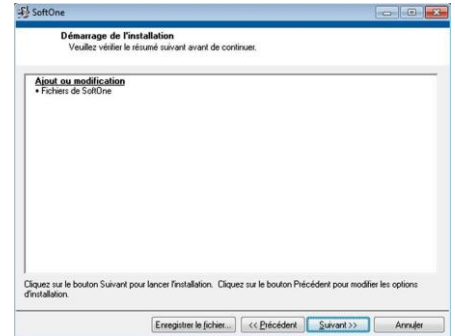 SoftOne
Démarrage de l'installation
Veuillez vérifier le résumé suivant avant de continuer.
Ajout ou modification
• Fichiers de SoftOne
Cliquez sur le bouton Suivant pour lancer l'installation. Cliquez sur le bouton Précédent pour modifier les options
d'installation.
Enregistrer le fichier... << Précédent Suivant >> Annuler